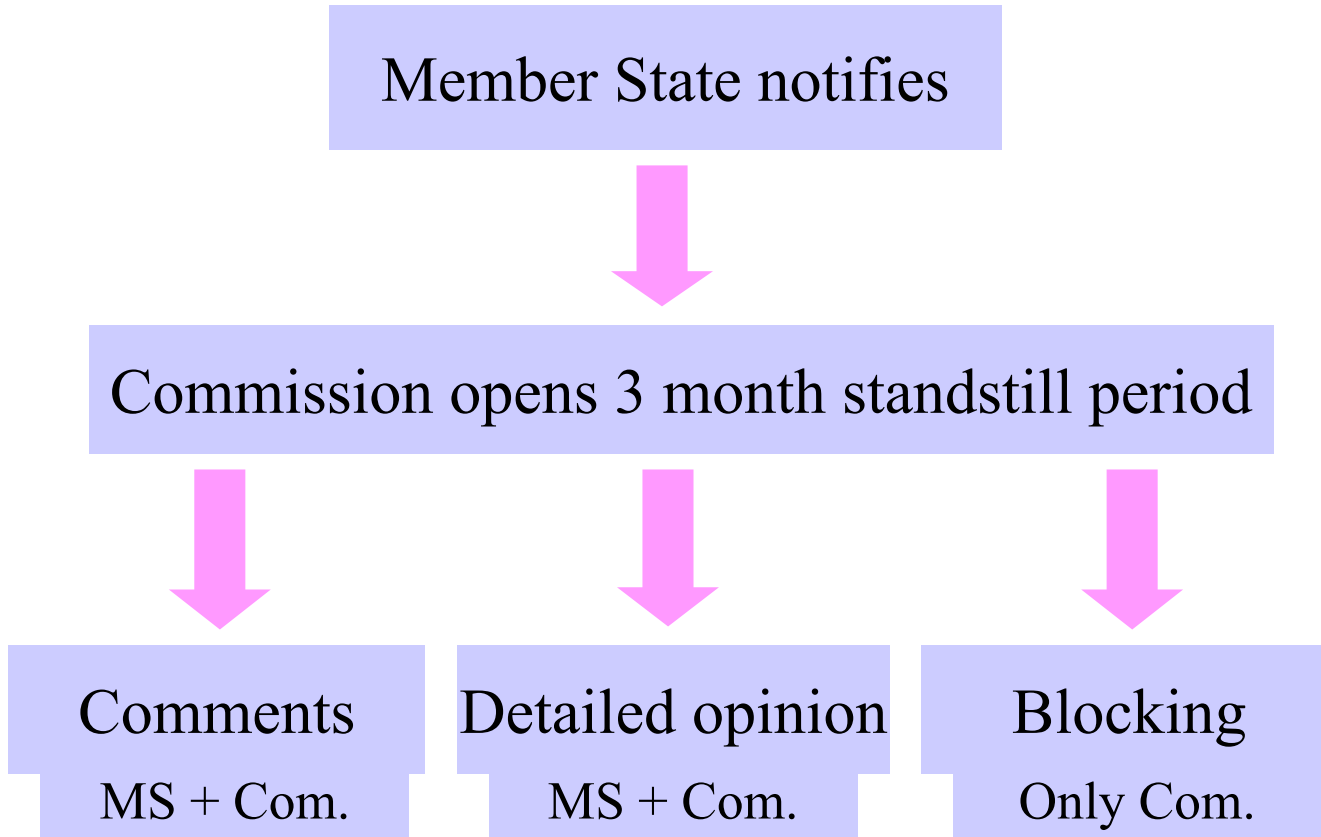 Member State notifies
Commission opens 3 month standstill period
Comments
MS + Com.
Detailed opinion
MS + Com.
Blocking
Only Com.